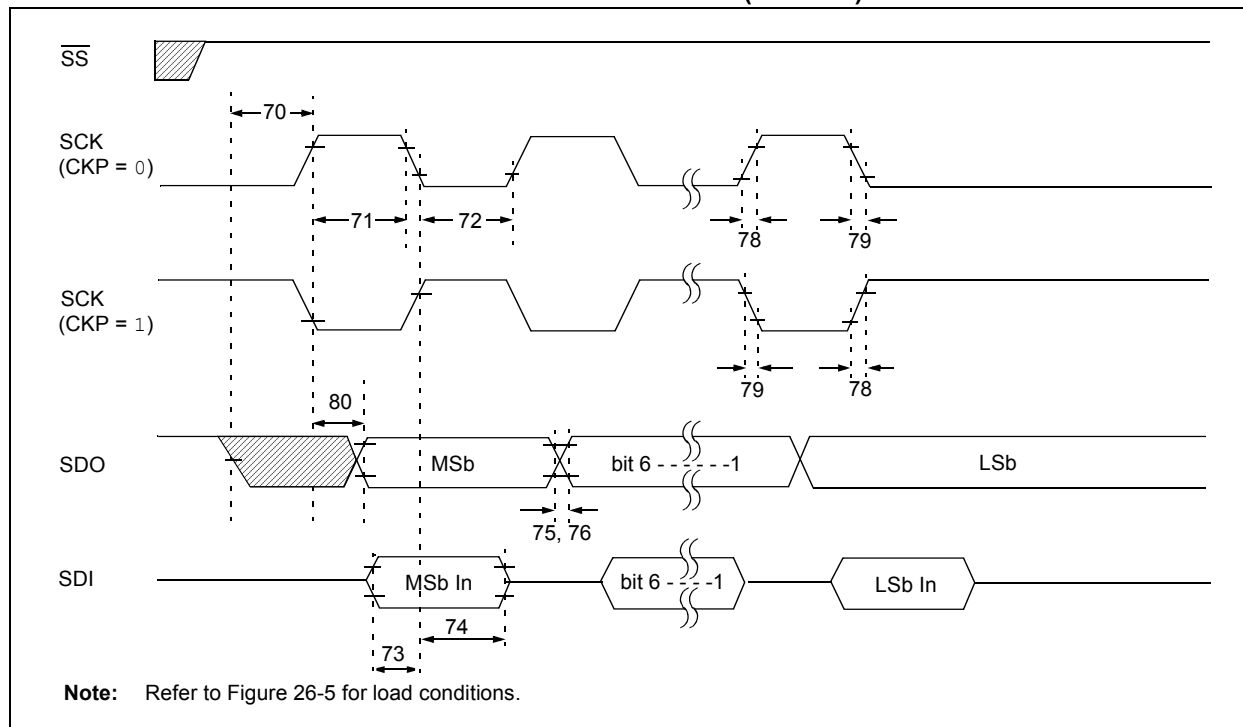 SS
70
SCK
(CKP = 0)
71
72
78
79
SCK
(CKP = 1)
79
78
80
SDO
MSb
bit 6 - - - - - -1
LSb
75, 76
SDI
MSb In
bit 6 - - - - -1
LSb In
74
73
Note: Refer to Figure 26-5 for load conditions.